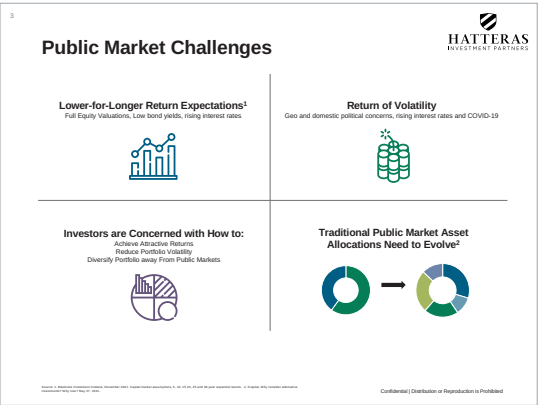 3
HATTERAS
INVESTMENT PARTNERS
Public Market Challenges
Lower-for-Longer Return Expectations¹
Full Equity Valuations, Low bond yields, rising interest rates
Return of Volatility
Geo and domestic political concerns, rising interest rates and COVID-19
Investors are Concerned with How to:
Achieve Attractive Returns
Reduce Portfolio Volatility
Diversify Portfolio away From Public Markets
Traditional Public Market Asset
Allocations Need to Evolve²
Confidential | Distribution or Reproduction is Prohibited